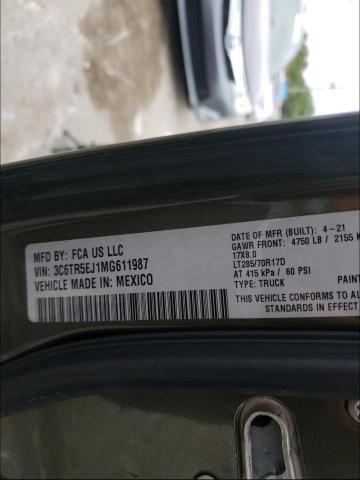 MFD BY: FCA US LLC
VIN: 3C6TR5EJ1MG611987
VEHICLE MADE IN: MEXICO
DATE OF MFR (BUILT): 4-21
GAWR FRONT: 4750 LB / 2155 K
17X8.0
LT285/70R17D
AT 415 kPa / 60 PSI
TYPE: TRUCK
THIS VEHICLE CONFORMS TO ALL
STANDARDS IN EFFECT